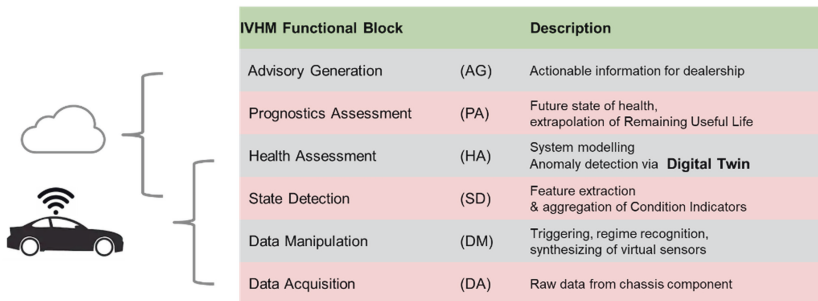 IVHM Functional Block Description
Advisory Generation (AG) Actionable information for dealership
Prognostics Assessment (PA) Future state of health,
extrapolation of Remaining Useful Life
Health Assessment (HA) System modelling
Anomaly detection via Digital Twin
State Detection (SD) Feature extraction
& aggregation of Condition Indicators
Data Manipulation (DM) Triggering, regime recognition,
synthesizing of virtual sensors
Data Acquisition (DA) Raw data from chassis component